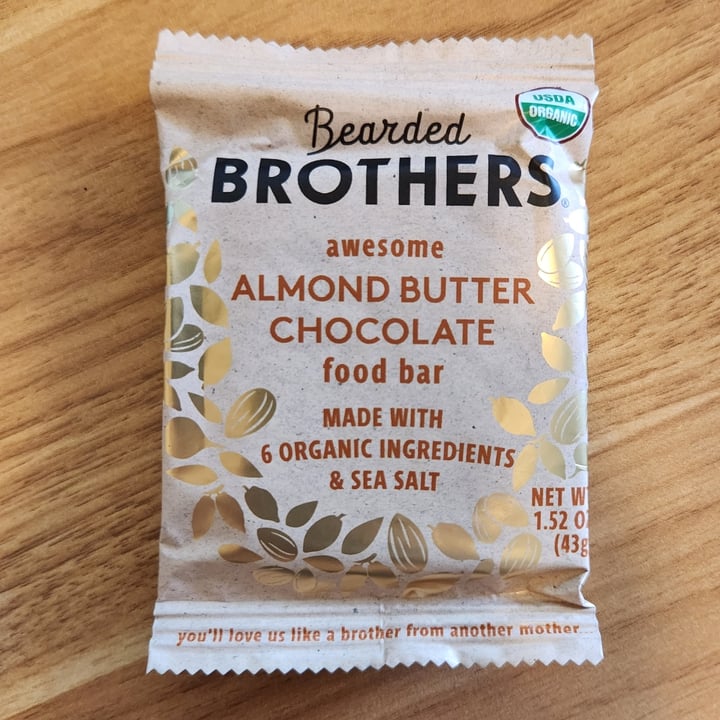 USDA
ORGANIC
Bearded
BROTHERS®
awesome
ALMOND BUTTER
CHOCOLATE
food bar
MADE WITH
6 ORGANIC INGREDIENTS
& SEA SALT
NET W
1.52 OZ
(43g
you'll love us like a brother from another mother